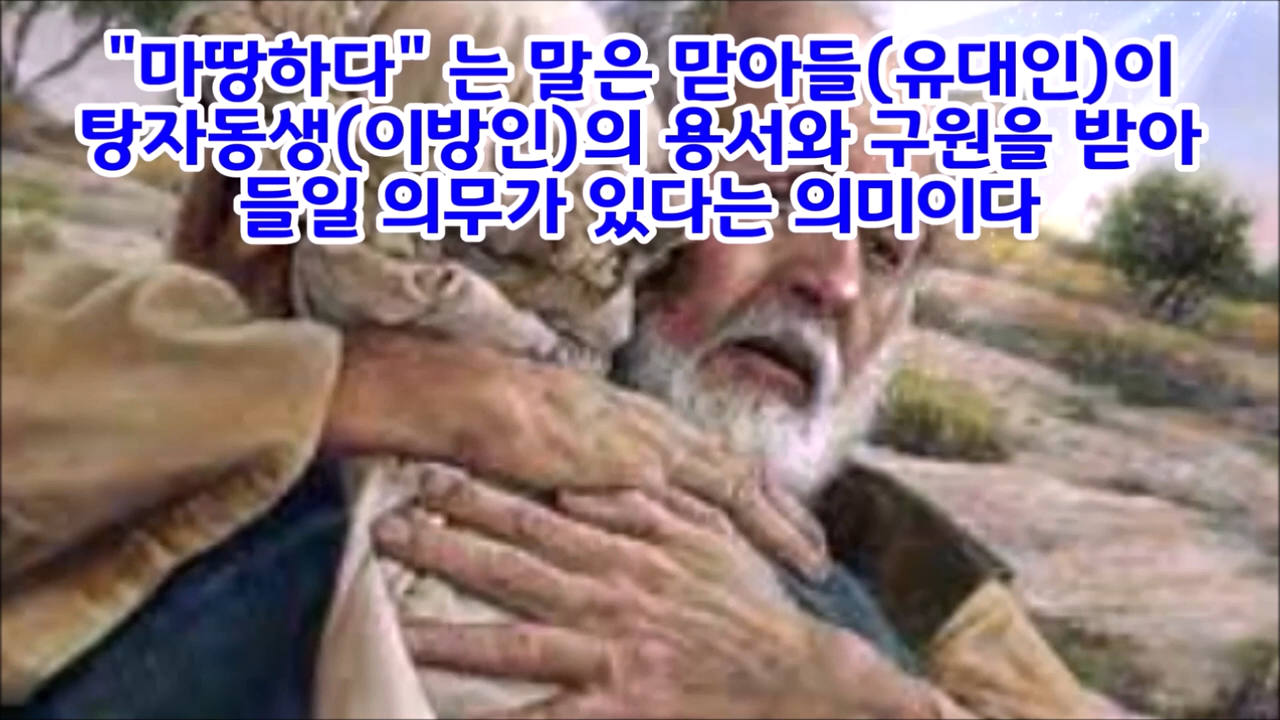 "마땅하다" 는 말은 맏아들(유대인)이
탕자동생(이방인)의 용서와 구원을 받아
들일 의무가 있다는 의미이다